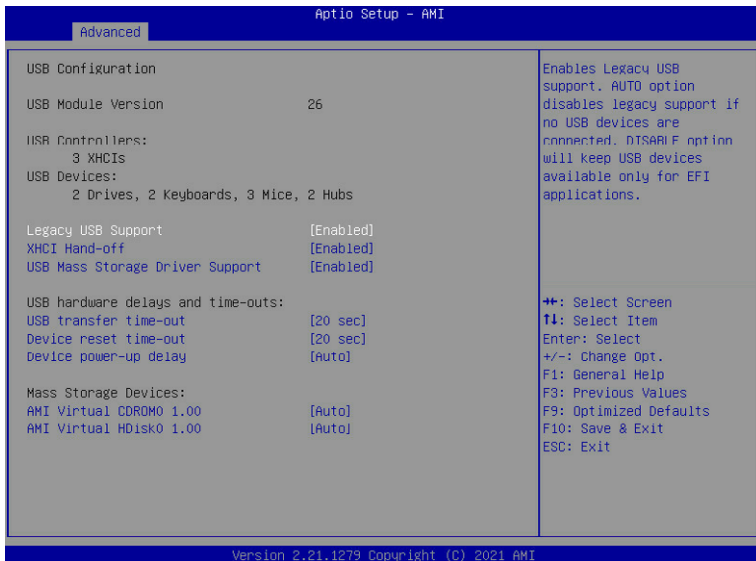 Aptio Setup - AMI
Advanced
USB Configuration
USB Module Version 26
USB Controllers:
3 XHCIs
USB Devices:
2 Drives, 2 Keyboards, 3 Mice, 2 Hubs
Legacy USB Support [Enabled]
XHCI Hand-off [Enabled]
USB Mass Storage Driver Support [Enabled]
USB hardware delays and time-outs:
USB transfer time-out [20 sec]
Device reset time-out [20 sec]
Device power-up delay [Auto]
Mass Storage Devices:
AMI Virtual CDROM0 1.00 [Auto]
AMI Virtual HDisk0 1.00 [Auto]
Enables Legacy USB
support. AUTO option
disables legacy support if
no USB devices are
connected. DISABLE option
will keep USB devices
available only for EFI
applications.
→←: Select Screen
↑↓: Select Item
Enter: Select
+/-: Change Opt.
F1: General Help
F3: Previous Values
F9: Optimized Defaults
F10: Save & Exit
ESC: Exit
Version 2.21.1279 Copyright (C) 2021 AMI